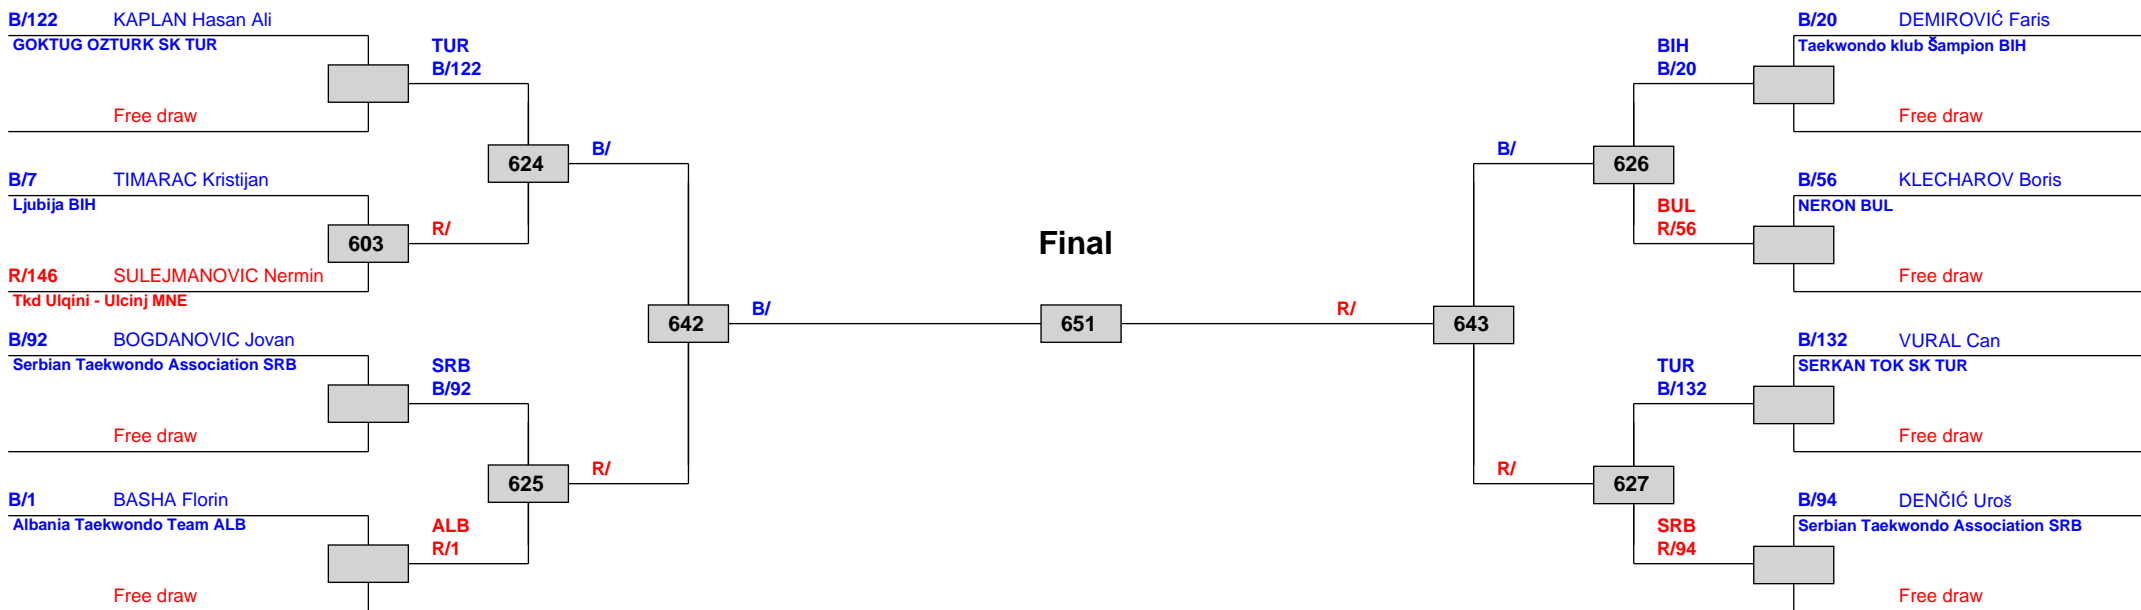 B/122 KAPLAN Hasan Ali
GOKTUG OZTURK SK TUR
TUR
B/122
Free draw
624
B/
B/7 TIMARAC Kristijan
Ljubija BIH
603
R/
R/146 SULEJMANOVIC Nermin
Tkd Ulqini - Ulcinj MNE
642
B/
B/92 BOGDANOVIC Jovan
Serbian Taekwondo Association SRB
SRB
B/92
Free draw
625
R/
B/1 BASHA Florin
Albania Taekwondo Team ALB
ALB
R/1
Free draw
Final
651
B/20 DEMIROVIĆ Faris
Taekwondo klub Šampion BIH
BIH
B/20
Free draw
B/
626
B/56 KLECHAROV Boris
NERON BUL
BUL
R/56
Free draw
R/
643
B/132 VURAL Can
SERKAN TOK SK TUR
TUR
B/132
Free draw
R/
627
B/94 DENČIĆ Uroš
Serbian Taekwondo Association SRB
SRB
R/94
Free draw